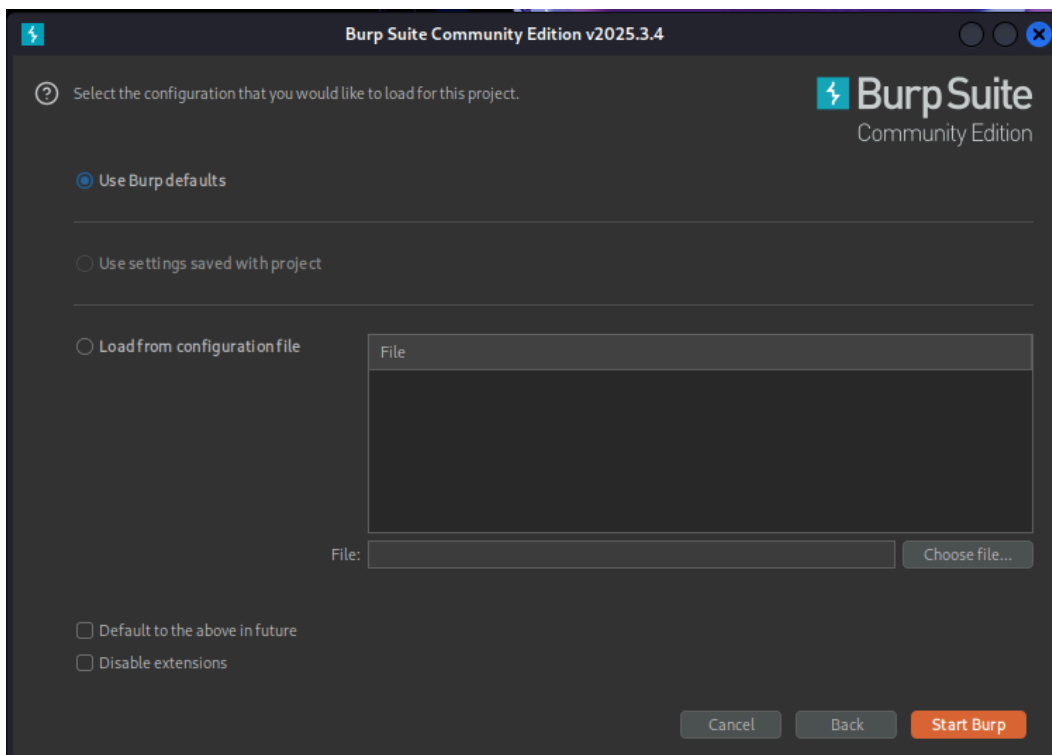 Burp Suite Community Edition v2025.3.4
Select the configuration that you would like to load for this project.
Burp Suite
Community Edition
Use Burp defaults
Use settings saved with project
Load from configuration file
File
File:
Choose file...
Default to the above in future
Disable extensions
Cancel
Back
Start Burp